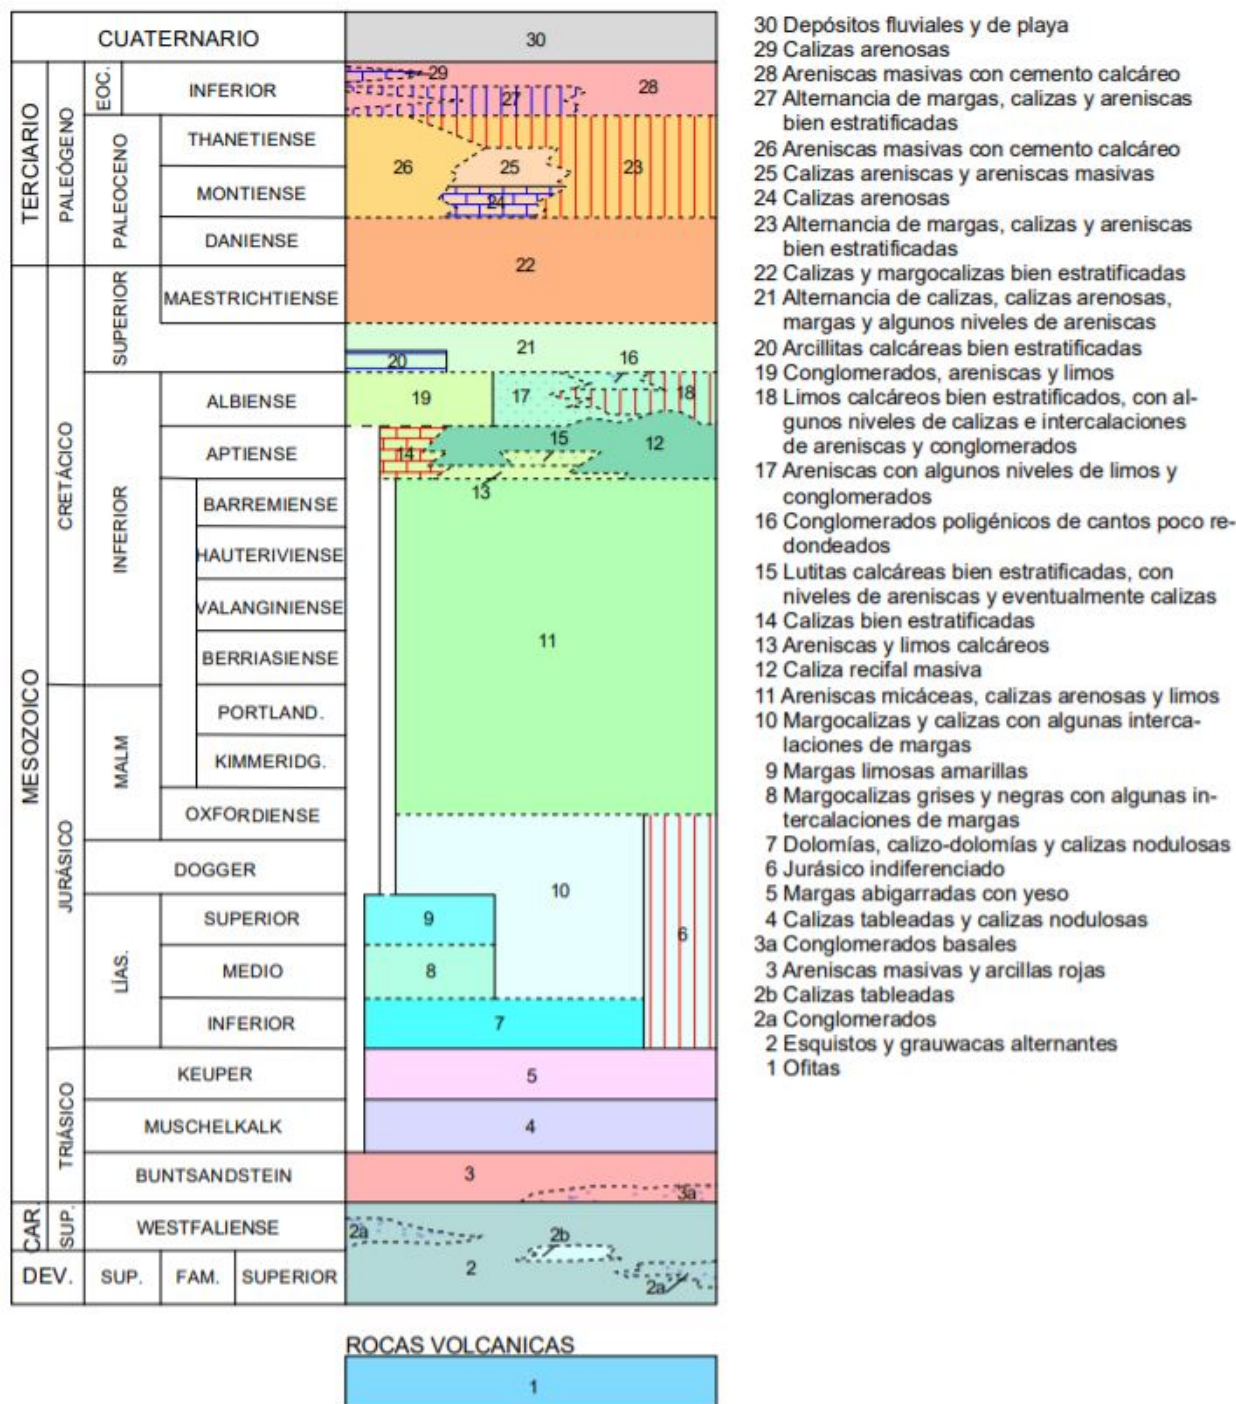 CUATERNARIO
30
TERCIARIO
PALEÓGENO
EOC.
INFERIOR
29
28
27
PALEOCENO
THANETIENSE
26
25
23
MONTIENSE
24
DANIENSE
22
MESOZOICO
CRETÁCICO
SUPERIOR
MAESTRICHTIENSE
21
20
16
INFERIOR
ALBIENSE
19
17
18
APTIENSE
14
15
12
13
BARREMIENSE
HAUTERIVIENSE
VALANGINIENSE
BERRIASIENSE
11
JURÁSICO
MALM
PORTLAND.
KIMMERIDG.
OXFORDIENSE
DOGGER
10
LÍAS.
SUPERIOR
9
6
MEDIO
8
INFERIOR
7
TRIÁSICO
KEUPER
5
MUSCHELKALK
4
BUNTSANDSTEIN
3
3a
CAR.
SUP.
WESTFALIENSE
2a
2b
DEV.
SUP.
FAM.
SUPERIOR
2
2a
ROCAS VOLCANICAS
1
30 Depósitos fluviales y de playa
29 Calizas arenosas
28 Areniscas masivas con cemento calcáreo
27 Alternancia de margas, calizas y areniscas
bien estratificadas
26 Areniscas masivas con cemento calcáreo
25 Calizas areniscas y areniscas masivas
24 Calizas arenosas
23 Alternancia de margas, calizas y areniscas
bien estratificadas
22 Calizas y margocalizas bien estratificadas
21 Alternancia de calizas, calizas arenosas,
margas y algunos niveles de areniscas
20 Arcillitas calcáreas bien estratificadas
19 Conglomerados, areniscas y limos
18 Limos calcáreos bien estratificados, con al-
gunos niveles de calizas e intercalaciones
de areniscas y conglomerados
17 Areniscas con algunos niveles de limos y
conglomerados
16 Conglomerados poligénicos de cantos poco re-
dondeados
15 Lutitas calcáreas bien estratificadas, con
niveles de areniscas y eventualmente calizas
14 Calizas bien estratificadas
13 Areniscas y limos calcáreos
12 Caliza recifal masiva
11 Areniscas micáceas, calizas arenosas y limos
10 Margocalizas y calizas con algunas interca-
laciones de margas
9 Margas limosas amarillas
8 Margocalizas grises y negras con algunas in-
tercalaciones de margas
7 Dolomías, calizo-dolomías y calizas nodulosas
6 Jurásico indiferenciado
5 Margas abigarradas con yeso
4 Calizas tableadas y calizas nodulosas
3a Conglomerados basales
3 Areniscas masivas y arcillas rojas
2b Calizas tableadas
2a Conglomerados
2 Esquistos y grauwacas alternantes
1 Ofitas